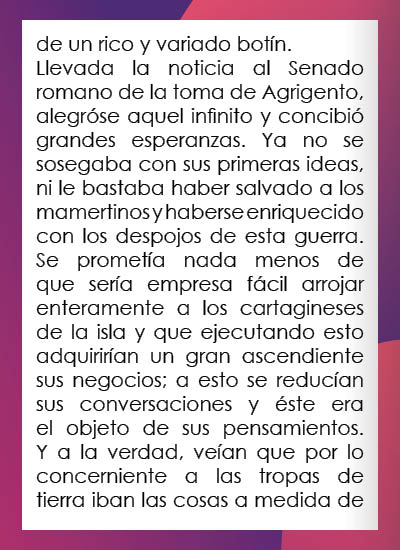 de un rico y variado botín.
Llevada la noticia al Senado
romano de la toma de Agrigento,
alegróse aquel infinito y concibió
grandes esperanzas. Ya no se
sosegaba con sus primeras ideas,
ni le bastaba haber salvado a los
mamertinos y haberse enriquecido
con los despojos de esta guerra.
Se prometía nada menos de
que sería empresa fácil arrojar
enteramente a los cartagineses
de la isla y que ejecutando esto
adquirirían un gran ascendiente
sus negocios; a esto se reducían
sus conversaciones y éste era
el objeto de sus pensamientos.
Y a la verdad, veían que por lo
concerniente a las tropas de
tierra iban las cosas a medida de